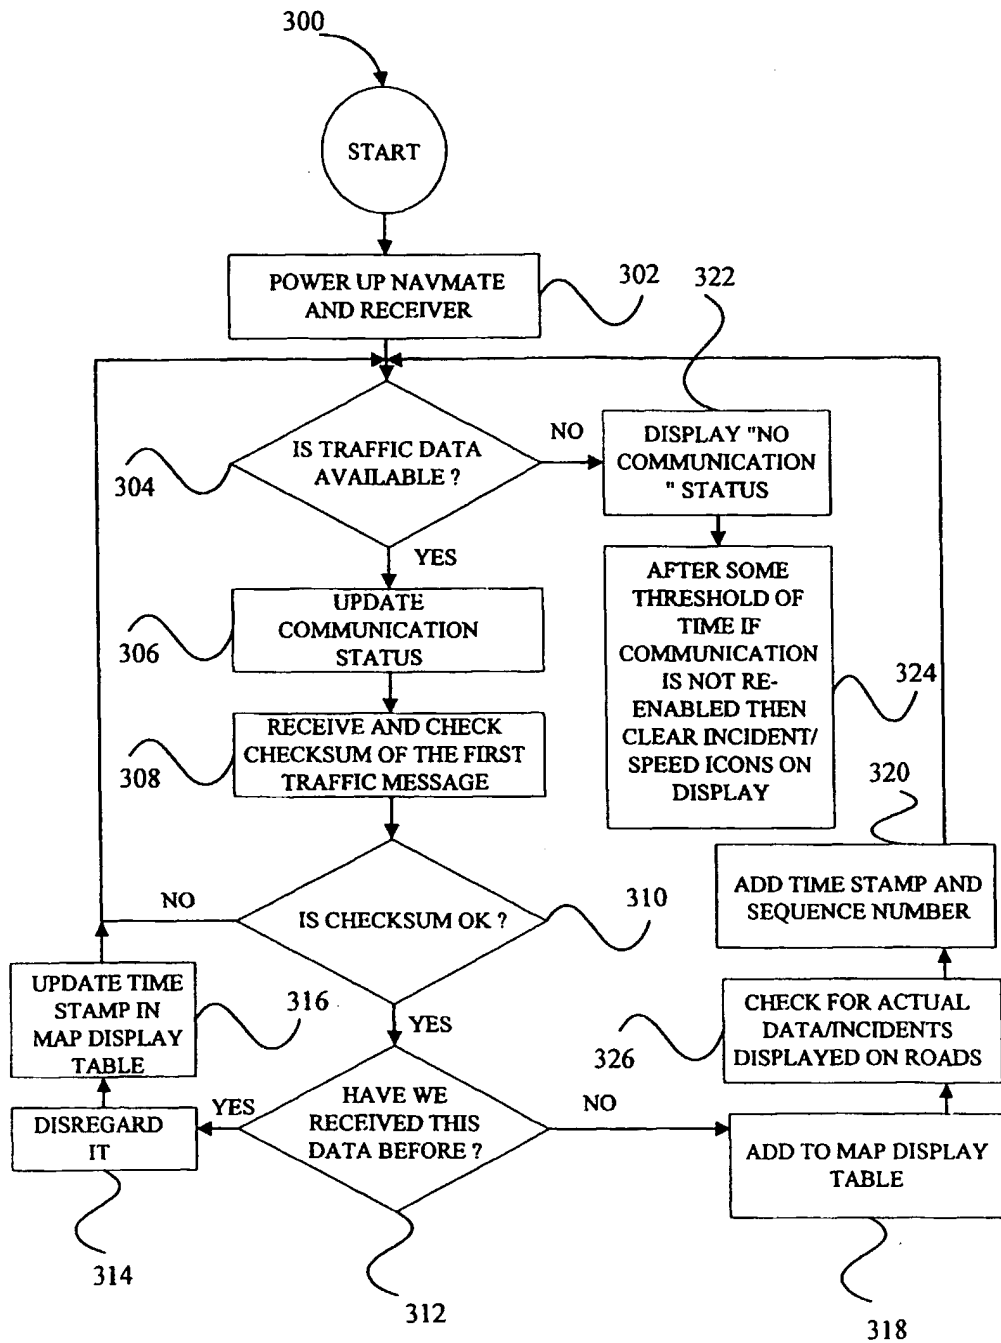 300
START
POWER UP NAVMATE
AND RECEIVER
302
322
IS TRAFFIC DATA
AVAILABLE ?
304
NO
DISPLAY "NO
COMMUNICATION
" STATUS
YES
UPDATE
COMMUNICATION
STATUS
306
AFTER SOME
THRESHOLD OF
TIME IF
COMMUNICATION
IS NOT RE-
ENABLED THEN
CLEAR INCIDENT/
SPEED ICONS ON
DISPLAY
324
RECEIVE AND CHECK
CHECKSUM OF THE FIRST
TRAFFIC MESSAGE
308
320
NO
IS CHECKSUM OK ?
310
ADD TIME STAMP AND
SEQUENCE NUMBER
UPDATE TIME
STAMP IN
MAP DISPLAY
TABLE
316
YES
CHECK FOR ACTUAL
DATA/INCIDENTS
DISPLAYED ON ROADS
326
HAVE WE
RECEIVED THIS
DATA BEFORE ?
YES
NO
DISREGARD
IT
ADD TO MAP DISPLAY
TABLE
314
312
318